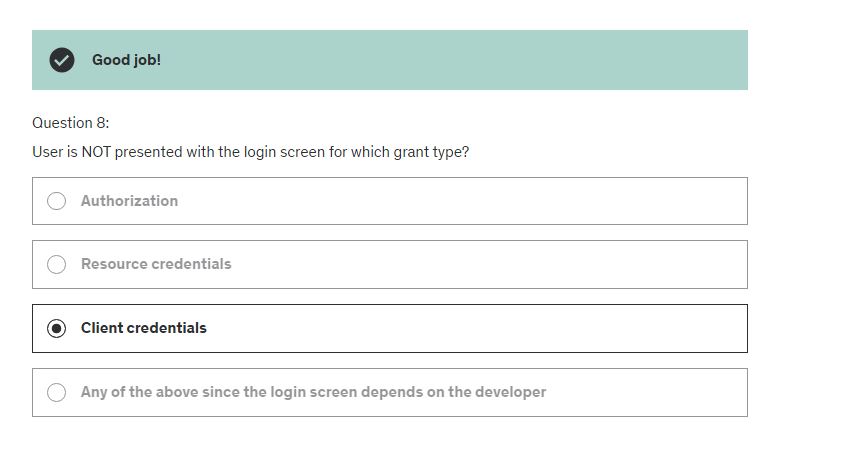 Good job!
Question 8:
User is NOT presented with the login screen for which grant type?
Authorization
Resource credentials
Client credentials
Any of the above since the login screen depends on the developer